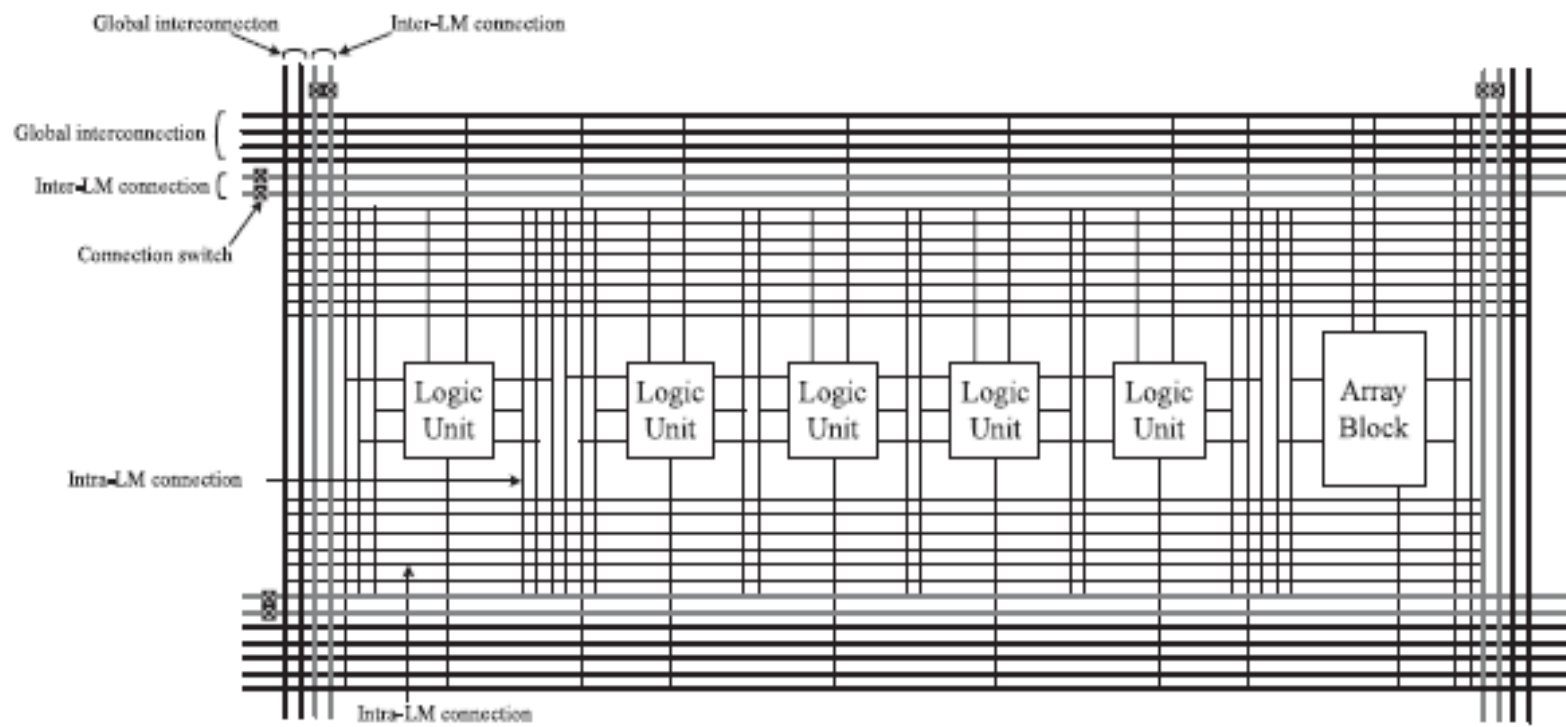 Global interconnecton
Inter-LM connection
Global interconnection
Inter-LM connection
Connection switch
Logic
Unit
Logic
Unit
Logic
Unit
Logic
Unit
Logic
Unit
Array
Block
Intra-LM connection
Intra-LM connection